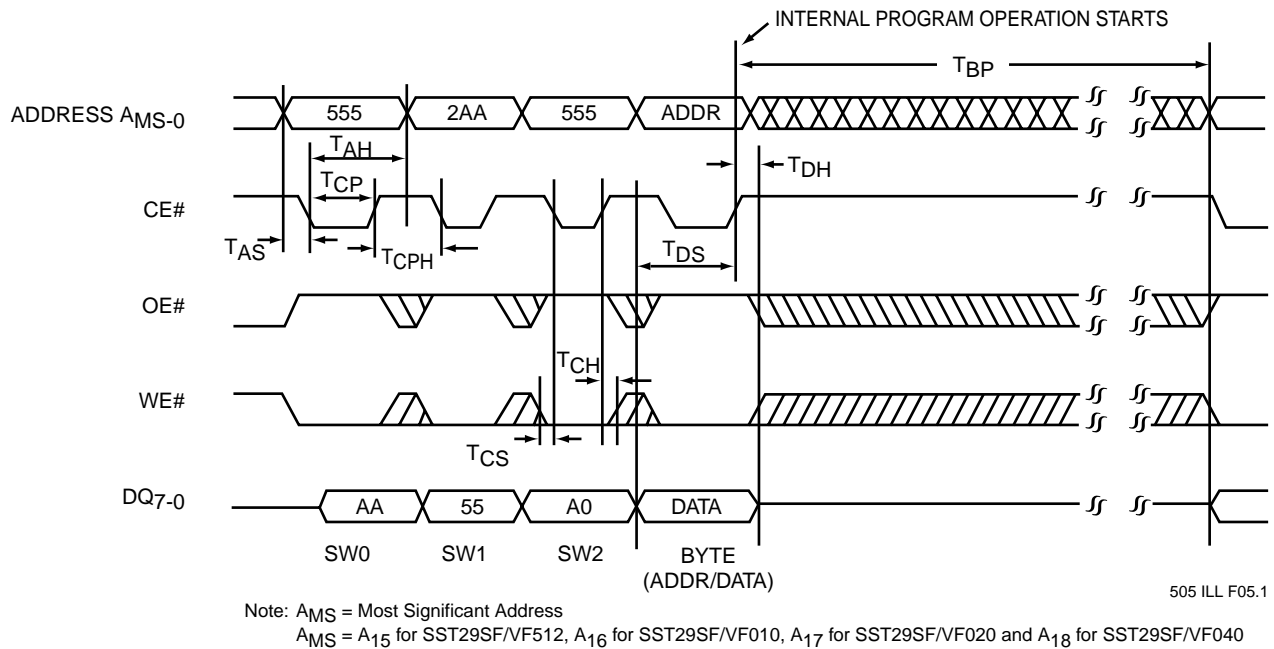 INTERNAL PROGRAM OPERATION STARTS
TBP
ADDRESS AMS-0
555 2AA 555 ADDR
TAH
TDH
TCP
CE#
TAS
TCPH
TDS
OE#
TCH
WE#
TCS
DQ7-0
AA 55 A0 DATA
SW0 SW1 SW2 BYTE
(ADDR/DATA)
505 ILL F05.1
Note: AMS = Most Significant Address
AMS = A15 for SST29SF/VF512, A16 for SST29SF/VF010, A17 for SST29SF/VF020 and A18 for SST29SF/VF040